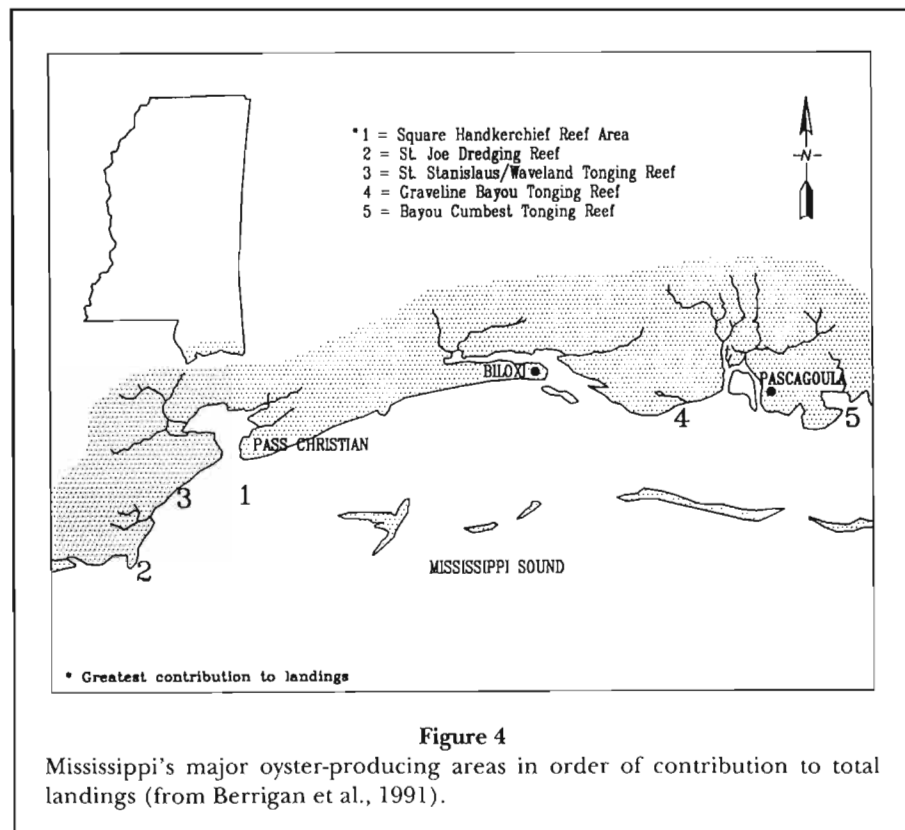 *1 = Square Handkerchief Reef Area
2 = St. Joe Dredging Reef
3 = St. Stanislaus/Waveland Tonging Reef
4 = Graveline Bayou Tonging Reef
5 = Bayou Cumbest Tonging Reef
-N-
BILOXI
PASCAGOULA
4
5
PASS CHRISTIAN
3
1
2
MISSISSIPPI SOUND
* Greatest contribution to landings
Figure 4
Mississippi's major oyster-producing areas in order of contribution to total
landings (from Berrigan et al., 1991).